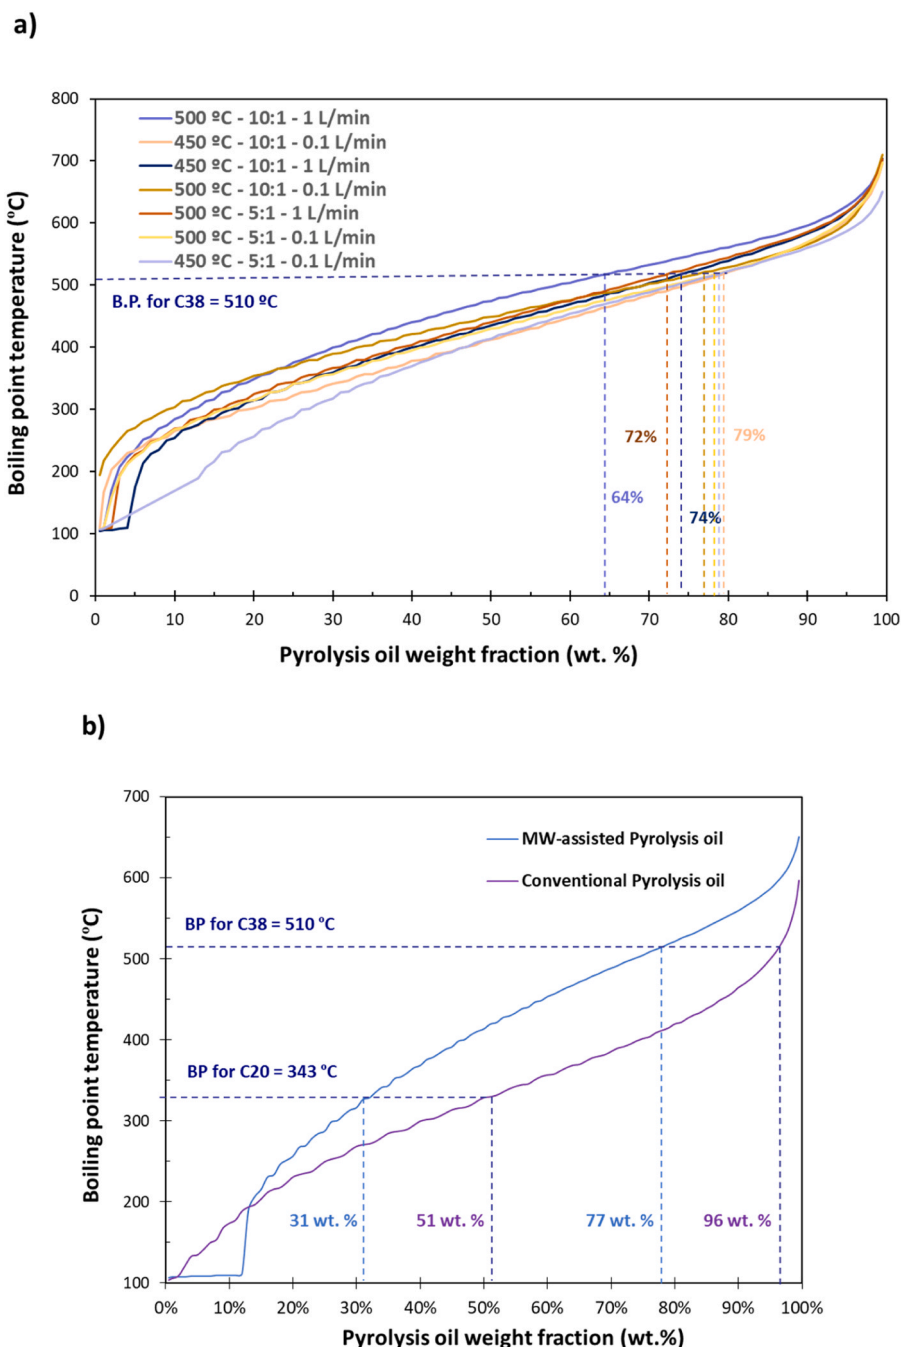 a)
800
700
600
500
400
300
200
100
0
Boiling point temperature (ºC)
500 ºC - 10:1 - 1 L/min
450 ºC - 10:1 - 0.1 L/min
450 ºC - 10:1 - 1 L/min
500 ºC - 10:1 - 0.1 L/min
500 ºC - 5:1 - 1 L/min
500 ºC - 5:1 - 0.1 L/min
450 ºC - 5:1 - 0.1 L/min
B.P. for C38 = 510 ºC
72%
79%
64%
74%
0 10 20 30 40 50 60 70 80 90 100
Pyrolysis oil weight fraction (wt. %)
b)
700
600
500
400
300
200
100
Boiling point temperature (ºC)
MW-assisted Pyrolysis oil
Conventional Pyrolysis oil
BP for C38 = 510 ºC
BP for C20 = 343 ºC
31 wt. % 51 wt. % 77 wt. % 96 wt. %
0% 10% 20% 30% 40% 50% 60% 70% 80% 90% 100%
Pyrolysis oil weight fraction (wt.%)